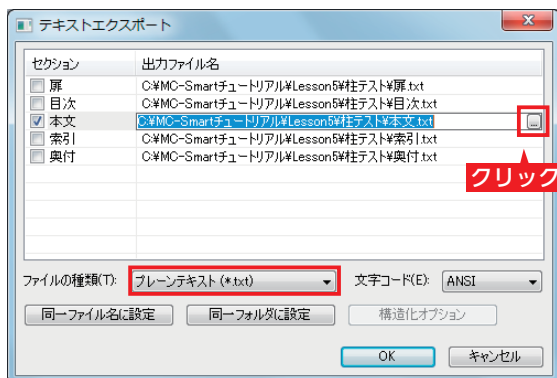 テキストエクスポート
セクション 出力ファイル名
扉 C:¥MC-Smartチュートリアル¥Lesson5¥柱テスト¥扉.txt
目次 C:¥MC-Smartチュートリアル¥Lesson5¥柱テスト¥目次.txt
本文 C:¥MC-Smartチュートリアル¥Lesson5¥柱テスト¥本文.txt ...
索引 C:¥MC-Smartチュートリアル¥Lesson5¥柱テスト¥索引.txt
奥付 C:¥MC-Smartチュートリアル¥Lesson5¥柱テスト¥奥付.txt
クリック
ファイルの種類(T): プレーンテキスト (*.txt) 文字コード(E): ANSI
同一ファイル名に設定 同一フォルダに設定 構造化オプション
OK キャンセル